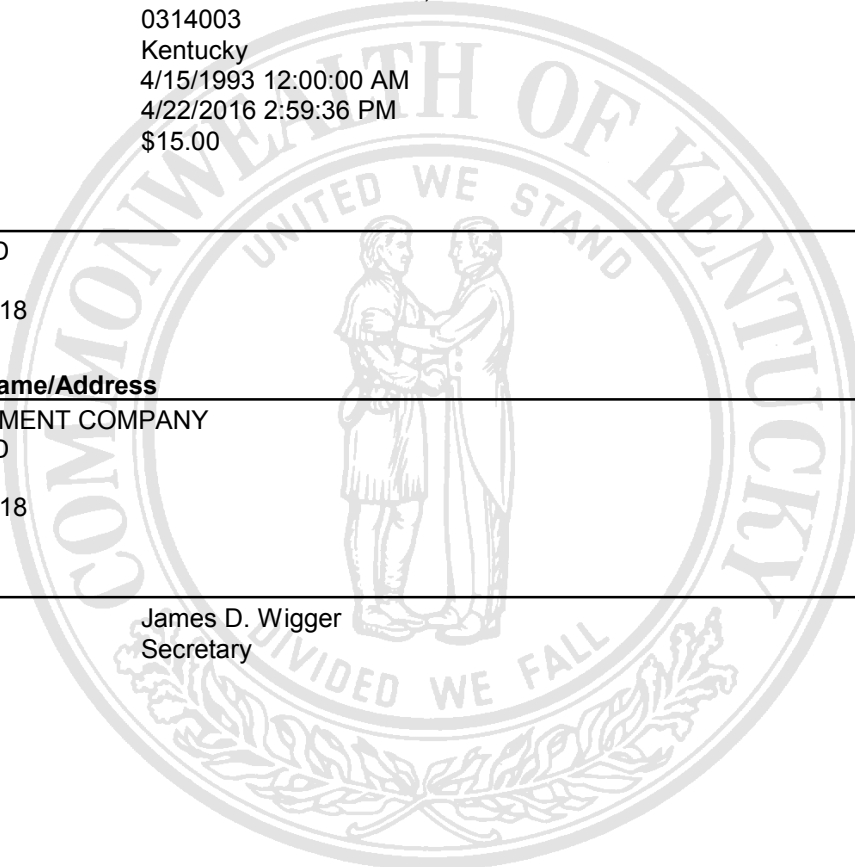 0314003
Kentucky
4/15/1993 12:00:00 AM
4/22/2016 2:59:36 PM
$15.00
COMMONWEALTH OF KENTUCKY
UNITED WE STAND
18
ame/Address
MENT COMPANY
18
James D. Wigger
Secretary
DIVIDED WE FALL